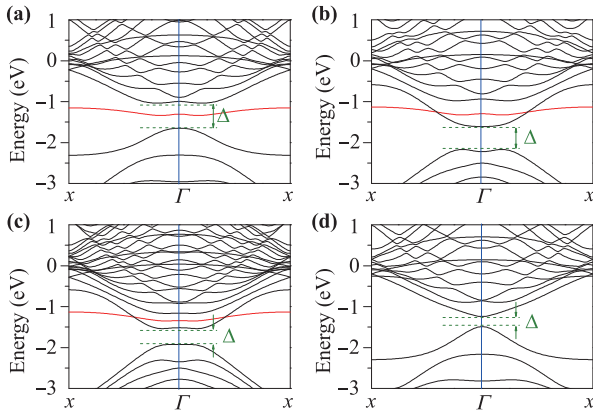 (a)
(b)
1
0
−1
−2
−3
Energy (eV)
Δ
x
Γ
x
1
0
−1
−2
−3
Energy (eV)
Δ
x
Γ
x
(c)
(d)
1
0
−1
−2
−3
Energy (eV)
Δ
x
Γ
x
1
0
−1
−2
−3
Energy (eV)
Δ
x
Γ
x